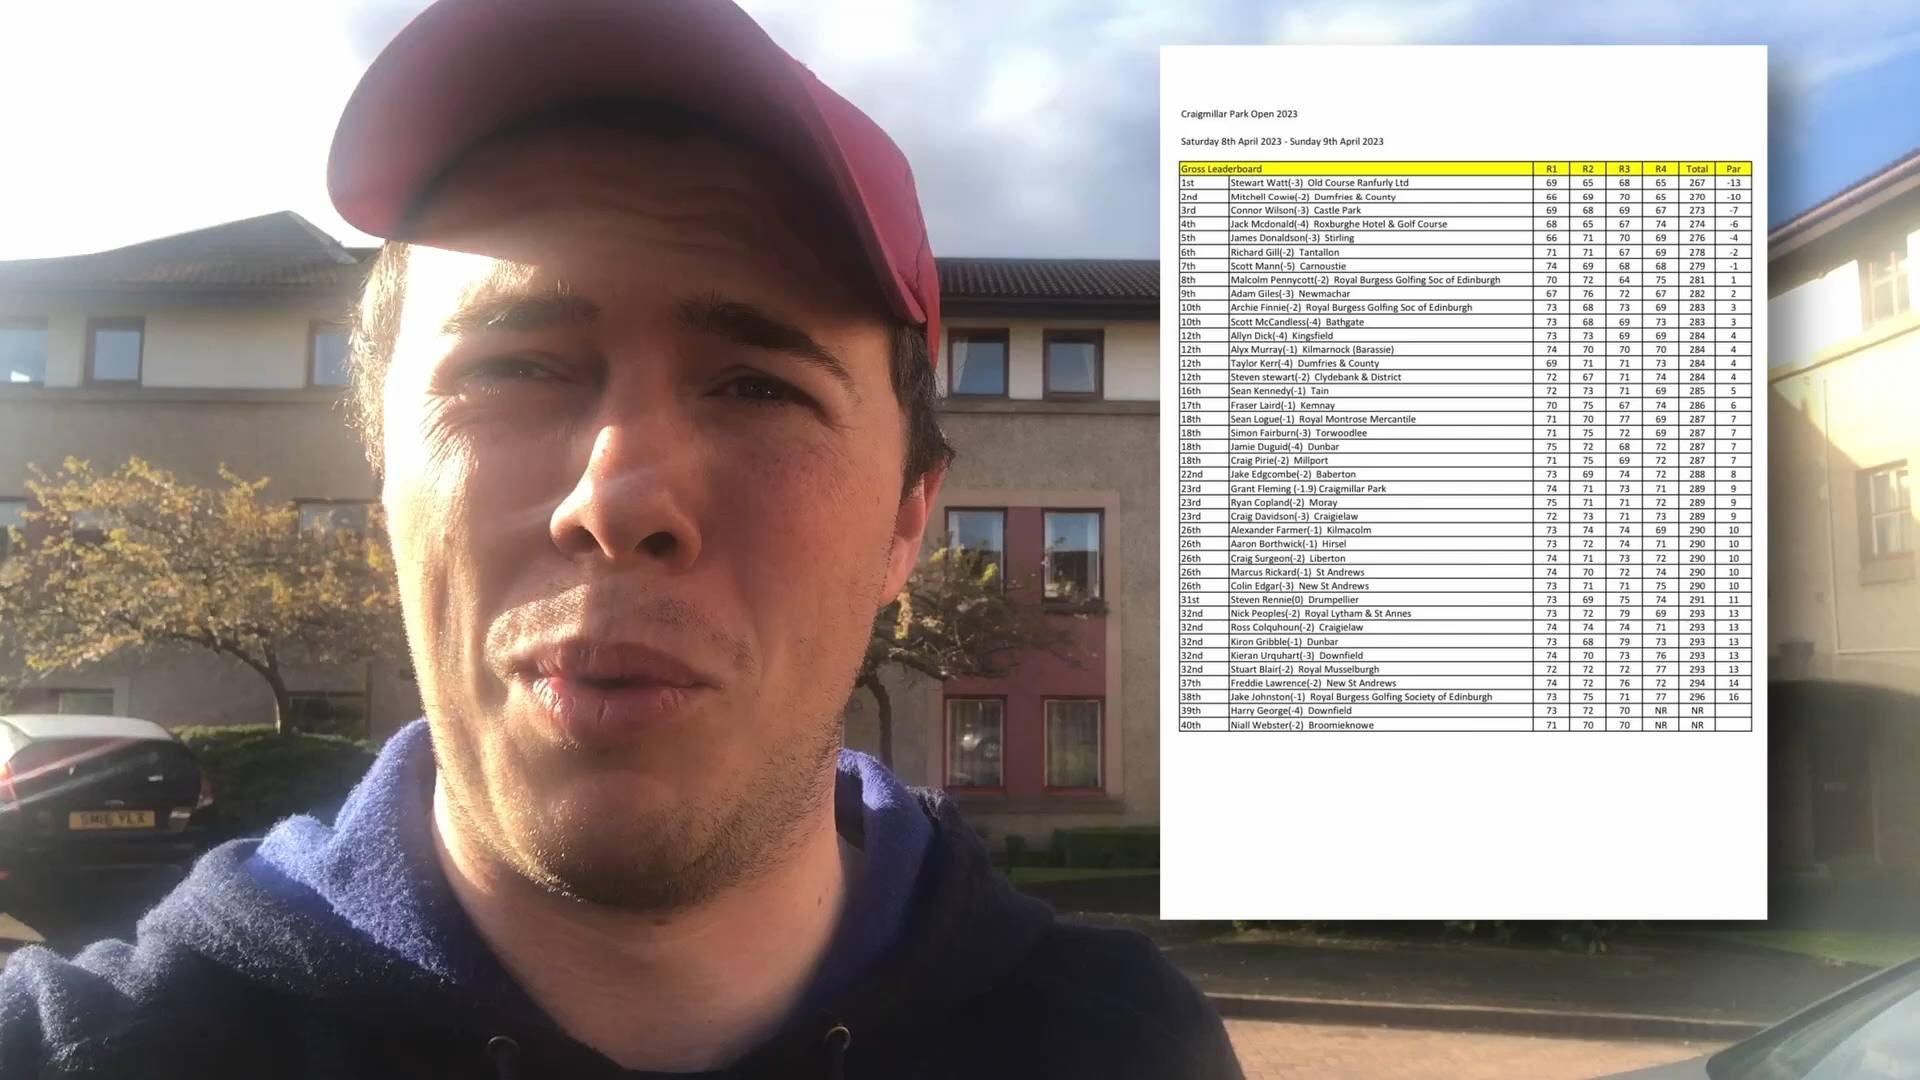 Craigmillar Park Open 2023
Saturday 8th April 2023 - Sunday 9th April 2023
Gross Leaderboard R1 R2 R3 R4 Total Par
1st Stewart Watt(-3) Old Course Ranfurly Ltd 69 65 68 65 267 -13
2nd Mitchell Cowie(-2) Dumfries & County 66 69 70 65 270 -10
3rd Connor Wilson(-3) Castle Park 69 68 69 67 273 -7
4th Jack Mcdonald(-4) Roxburghe Hotel & Golf Course 68 65 67 74 274 -6
5th James Donaldson(-3) Stirling 66 71 70 69 276 -4
6th Richard Gill(-2) Tantallon 71 71 67 69 278 -2
7th Scott Mann(-5) Carnoustie 74 69 68 68 279 -1
8th Malcolm Pennycott(-2) Royal Burgess Golfing Soc of Edinburgh 70 72 64 75 281 1
9th Adam Giles(-3) Newmachar 67 76 72 67 282 2
10th Archie Finnie(-2) Royal Burgess Golfing Soc of Edinburgh 73 68 73 69 283 3
10th Scott McCandless(-4) Bathgate 73 68 69 73 283 3
12th Allyn Dick(-4) Kingsfield 73 73 69 69 284 4
12th Alyx Murray(-1) Kilmarnock (Barassie) 74 70 70 70 284 4
12th Taylor Kerr(-4) Dumfries & County 69 71 71 73 284 4
12th Steven stewart(-2) Clydebank & District 72 67 71 74 284 4
16th Sean Kennedy(-1) Tain 72 73 71 69 285 5
17th Fraser Laird(-1) Kemnay 70 75 67 74 286 6
18th Sean Logue(-1) Royal Montrose Mercantile 71 70 77 69 287 7
18th Simon Fairburn(-3) Torwoodlee 71 75 72 69 287 7
18th Jamie Duguid(-4) Dunbar 75 72 68 72 287 7
18th Craig Pirie(-2) Millport 71 75 69 72 287 7
22nd Jake Edgcombe(-2) Baberton 73 69 74 72 288 8
23rd Grant Fleming (-1.9) Craigmillar Park 74 71 73 71 289 9
23rd Ryan Copland(-2) Moray 75 71 71 72 289 9
23rd Craig Davidson(-3) Craigielaw 72 73 71 73 289 9
26th Alexander Farmer(-1) Kilmacolm 73 74 74 69 290 10
26th Aaron Borthwick(-1) Hirsel 73 72 74 71 290 10
26th Craig Surgeon(-2) Liberton 74 71 73 72 290 10
26th Marcus Rickard(-1) St Andrews 74 70 72 74 290 10
26th Colin Edgar(-3) New St Andrews 73 71 71 75 290 10
31st Steven Rennie(0) Drumpellier 73 69 75 74 291 11
32nd Nick Peoples(-2) Royal Lytham & St Annes 73 72 79 69 293 13
32nd Ross Colquhoun(-2) Craigielaw 74 74 74 71 293 13
32nd Kiron Gribble(-1) Dunbar 73 68 79 73 293 13
32nd Kieran Urquhart(-3) Downfield 74 70 73 76 293 13
32nd Stuart Blair(-2) Royal Musselburgh 72 72 72 77 293 13
37th Freddie Lawrence(-2) New St Andrews 74 72 76 72 294 14
38th Jake Johnston(-1) Royal Burgess Golfing Society of Edinburgh 73 75 71 77 296 16
39th Harry George(-4) Downfield 73 72 70 NR NR
40th Niall Webster(-2) Broomieknowe 71 70 70 NR NR